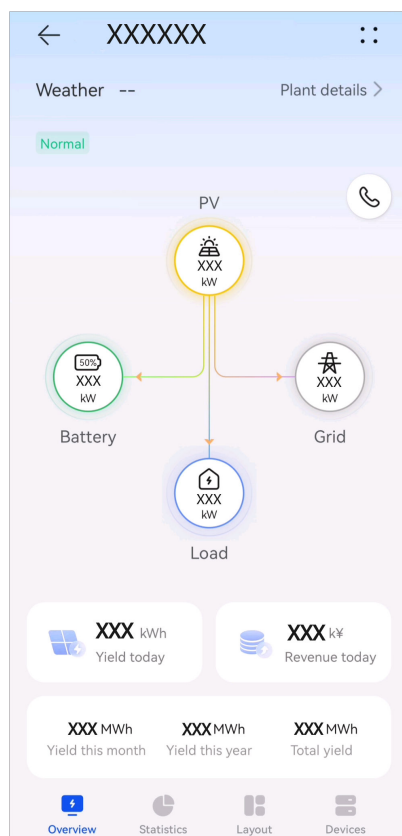 XXXXXX
Weather --
Plant details >
Normal
PV
XXX
kW
50%
XXX
kW
XXX
kW
Battery
Grid
XXX
kW
Load
XXX kWh
Yield today
XXX k¥
Revenue today
XXX MWh
XXX MWh
XXX MWh
Yield this month
Yield this year
Total yield
Overview
Statistics
Layout
Devices